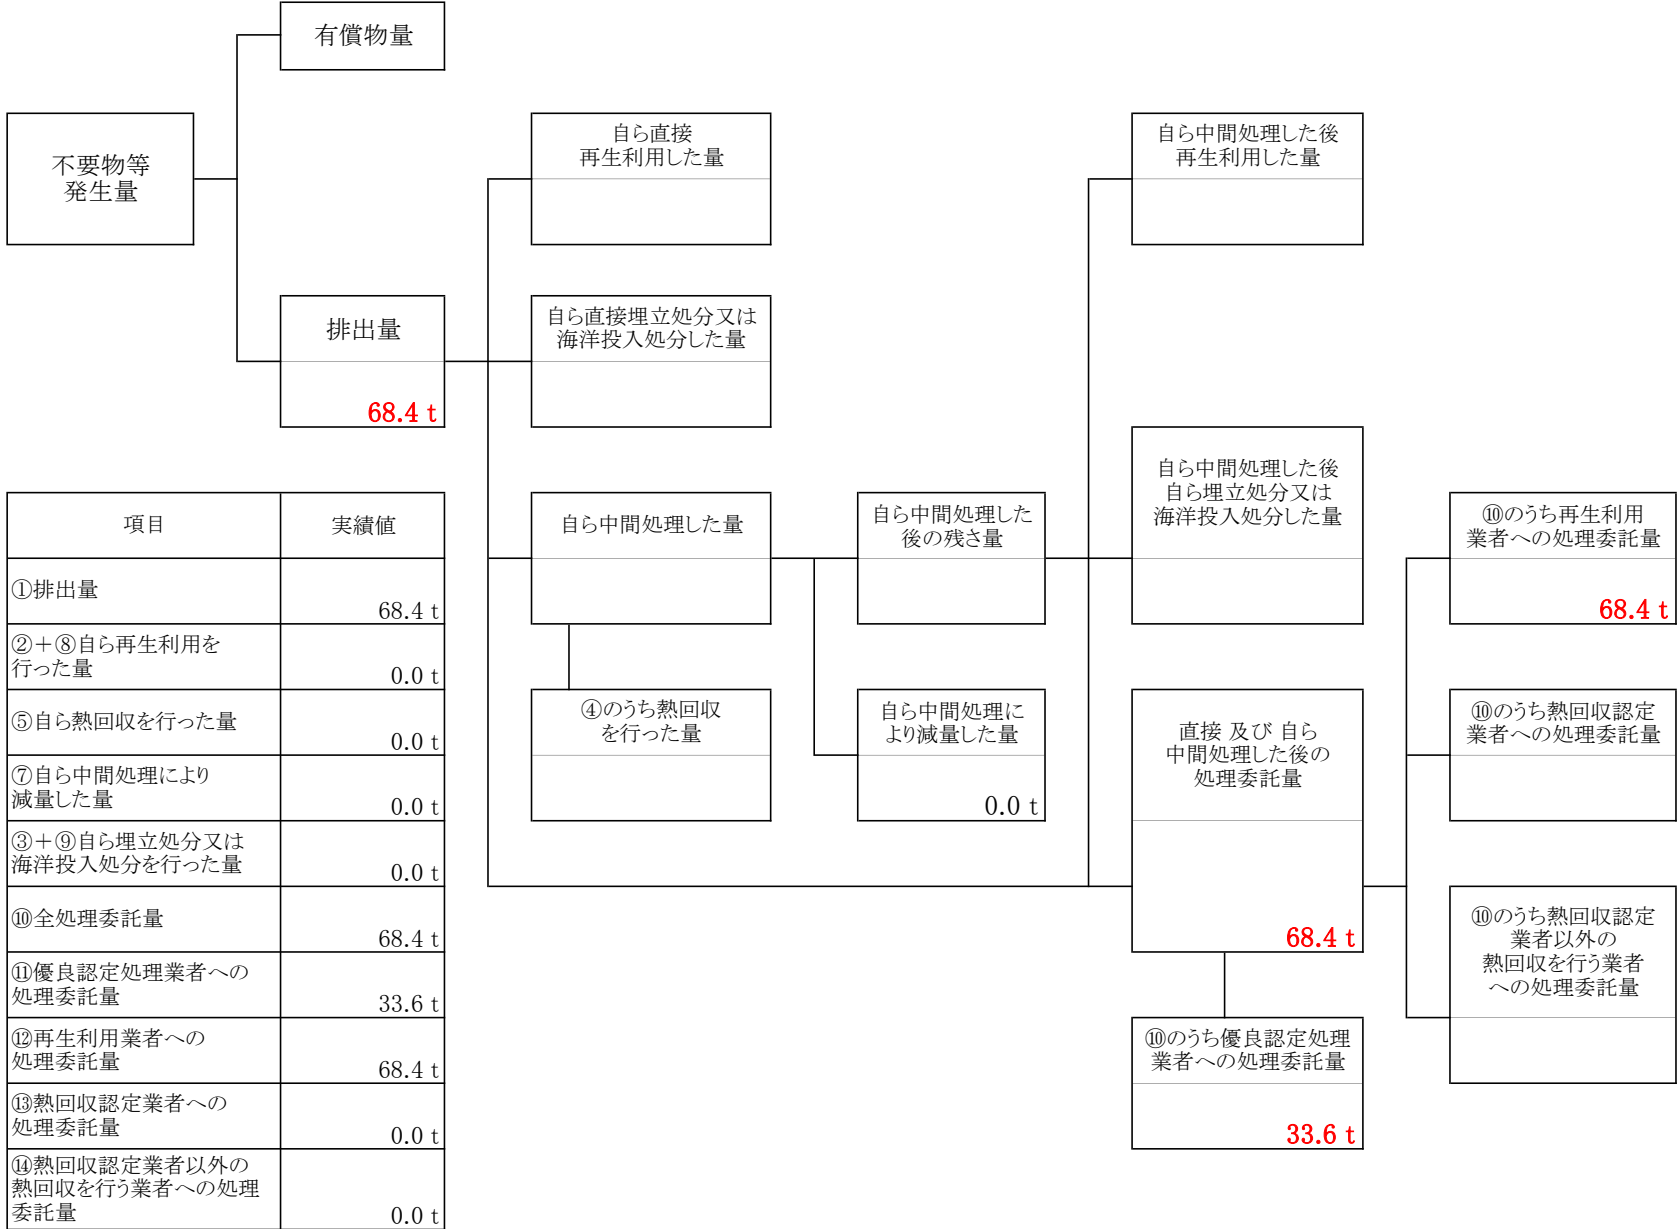 有償物量
不要物等
発生量
自ら直接
再生利用した量
自ら中間処理した後
再生利用した量
排出量
68.4 t
自ら直接埋立処分又は
海洋投入処分した量
自ら中間処理した量
自ら中間処理した
後の残さ量
自ら中間処理した後
自ら埋立処分又は
海洋投入処分した量
⑩のうち再生利用
業者への処理委託量
68.4 t
④のうち熱回収
を行った量
自ら中間処理に
より減量した量
0.0 t
直接 及び 自ら
中間処理した後の
処理委託量
68.4 t
⑩のうち熱回収認定
業者への処理委託量
⑩のうち熱回収認定
業者以外の
熱回収を行う業者
への処理委託量
⑩のうち優良認定処理
業者への処理委託量
33.6 t
項目 実績値
①排出量
68.4 t
②＋⑧自ら再生利用を
行った量
0.0 t
⑤自ら熱回収を行った量
0.0 t
⑦自ら中間処理により
減量した量
0.0 t
③＋⑨自ら埋立処分又は
海洋投入処分を行った量
0.0 t
⑩全処理委託量
68.4 t
⑪優良認定処理業者への
処理委託量
33.6 t
⑫再生利用業者への
処理委託量
68.4 t
⑬熱回収認定業者への
処理委託量
0.0 t
⑭熱回収認定業者以外の
熱回収を行う業者への処理
委託量
0.0 t